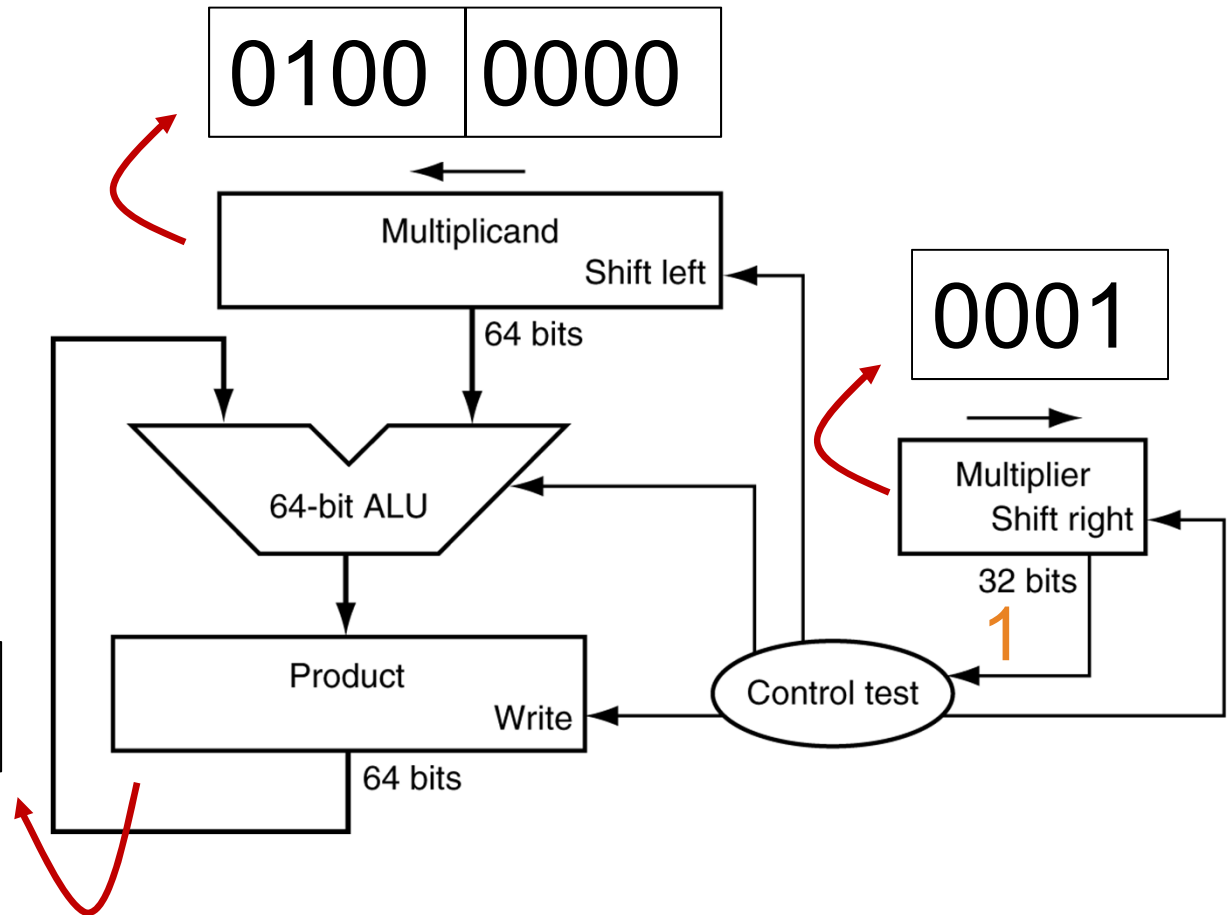 0100 0000
Multiplicand
Shift left
64 bits
0001
Multiplier
Shift right
32 bits
1
64-bit ALU
Product
Write
Control test
64 bits